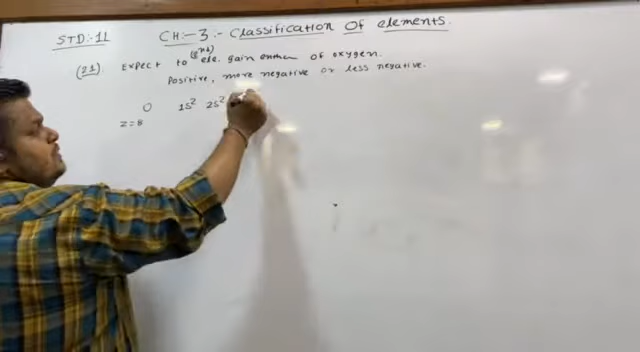 STD:-11 CH:-3:- Classification Of elements.
(21) Expect to (2nd) ele. gain enthen of oxygen.
Positive, more negative or less negative.
O 1s² 2s²
Z=8